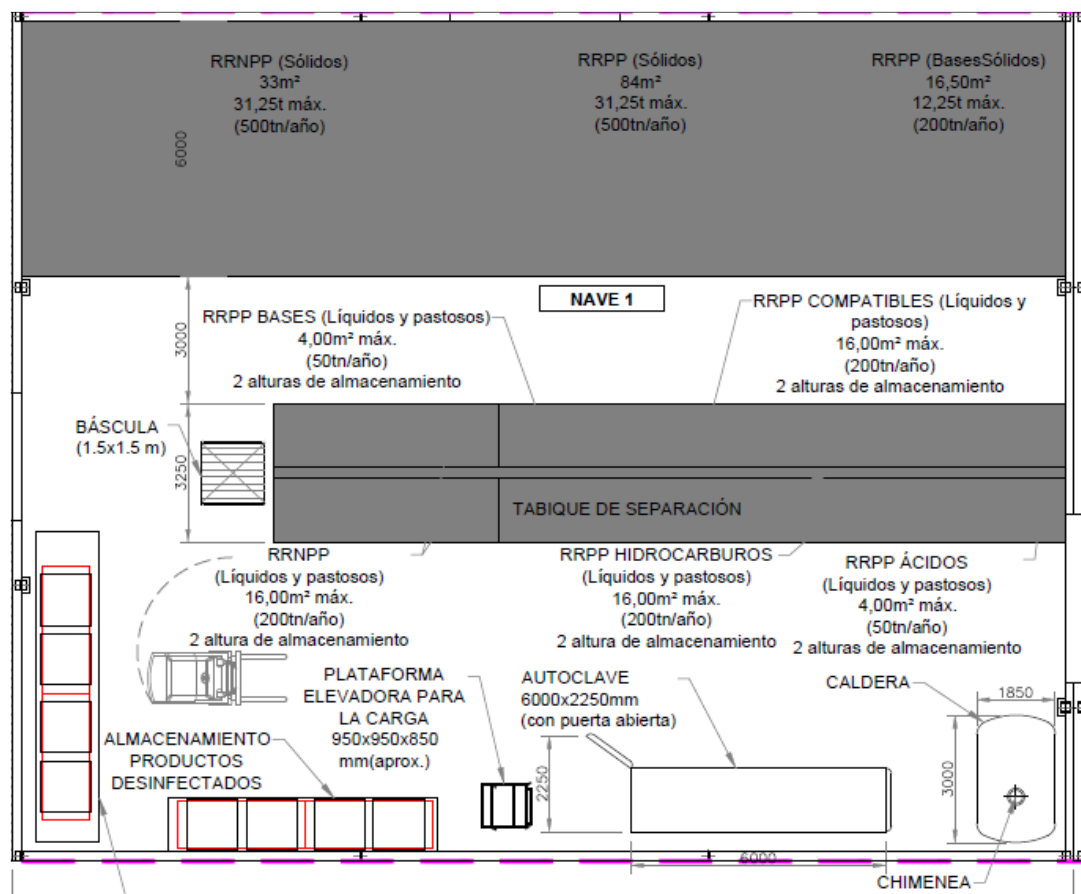 RRNPP (Sólidos)
33m²
31,25t máx.
(500tn/año)
RRPP (Sólidos)
84m²
31,25t máx.
(500tn/año)
RRPP (BasesSólidos)
16,50m²
12,25t máx.
(200tn/año)
6000
NAVE 1
3000
RRPP BASES (Líquidos y pastosos)
4,00m² máx.
(50tn/año)
2 alturas de almacenamiento
RRPP COMPATIBLES (Líquidos y
pastosos)
16,00m² máx.
(200tn/año)
2 alturas de almacenamiento
BÁSCULA
(1.5x1.5 m)
3250
TABIQUE DE SEPARACIÓN
RRNPP
(Líquidos y pastosos)
16,00m² máx.
(200tn/año)
2 altura de almacenamiento
RRPP HIDROCARBUROS
(Líquidos y pastosos)
16,00m² máx.
(200tn/año)
2 altura de almacenamiento
RRPP ÁCIDOS
(Líquidos y pastosos)
4,00m² máx.
(50tn/año)
2 alturas de almacenamiento
PLATAFORMA
ELEVADORA PARA
LA CARGA
950x950x850
mm(aprox.)
AUTOCLAVE
6000x2250mm
(con puerta abierta)
CALDERA
1850
ALMACENAMIENTO
PRODUCTOS
DESINFECTADOS
2250
3000
6000
CHIMENEA